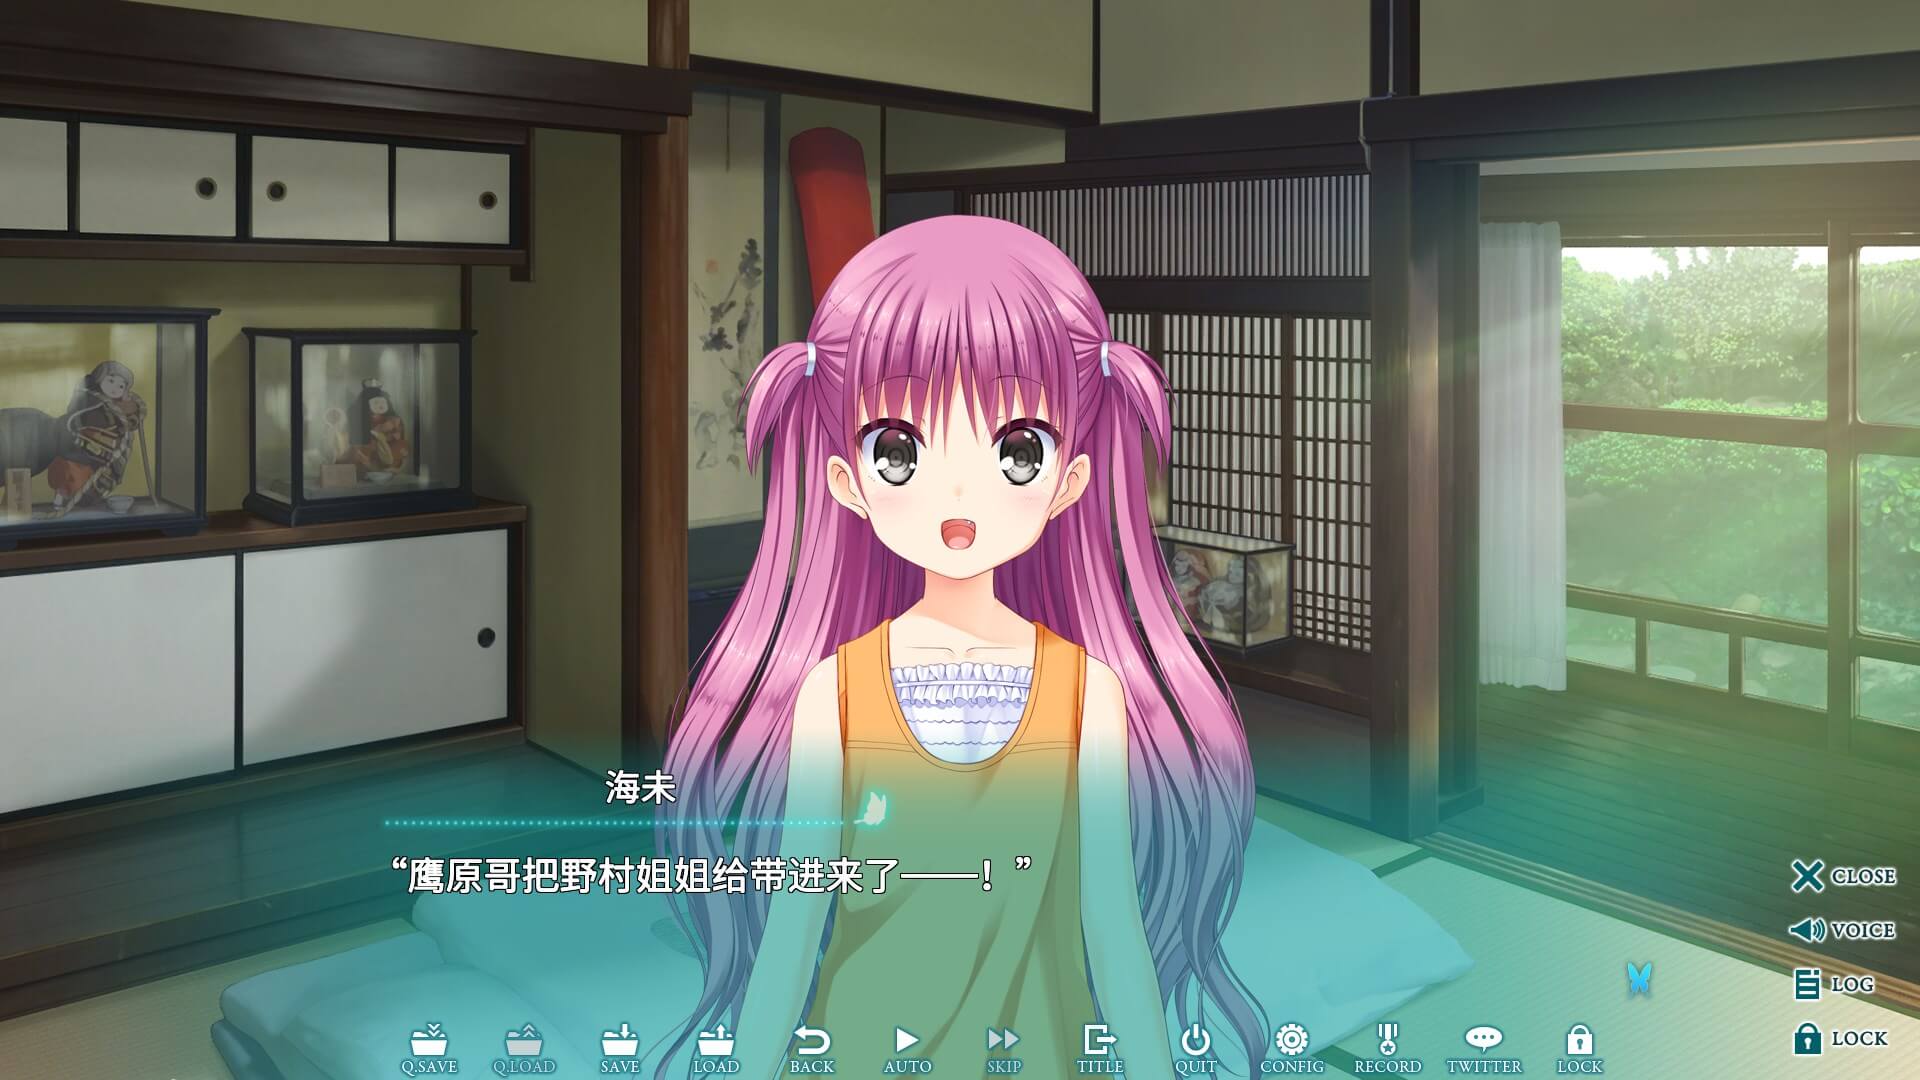 海未
“鹰原哥把野村姐姐给带进来了——！”
CLOSE
VOICE
LOG
LOCK
Q.SAVE
Q.LOAD
SAVE
LOAD
BACK
AUTO
SKIP
TITLE
QUIT
CONFIG
RECORD
TWITTER
LOCK